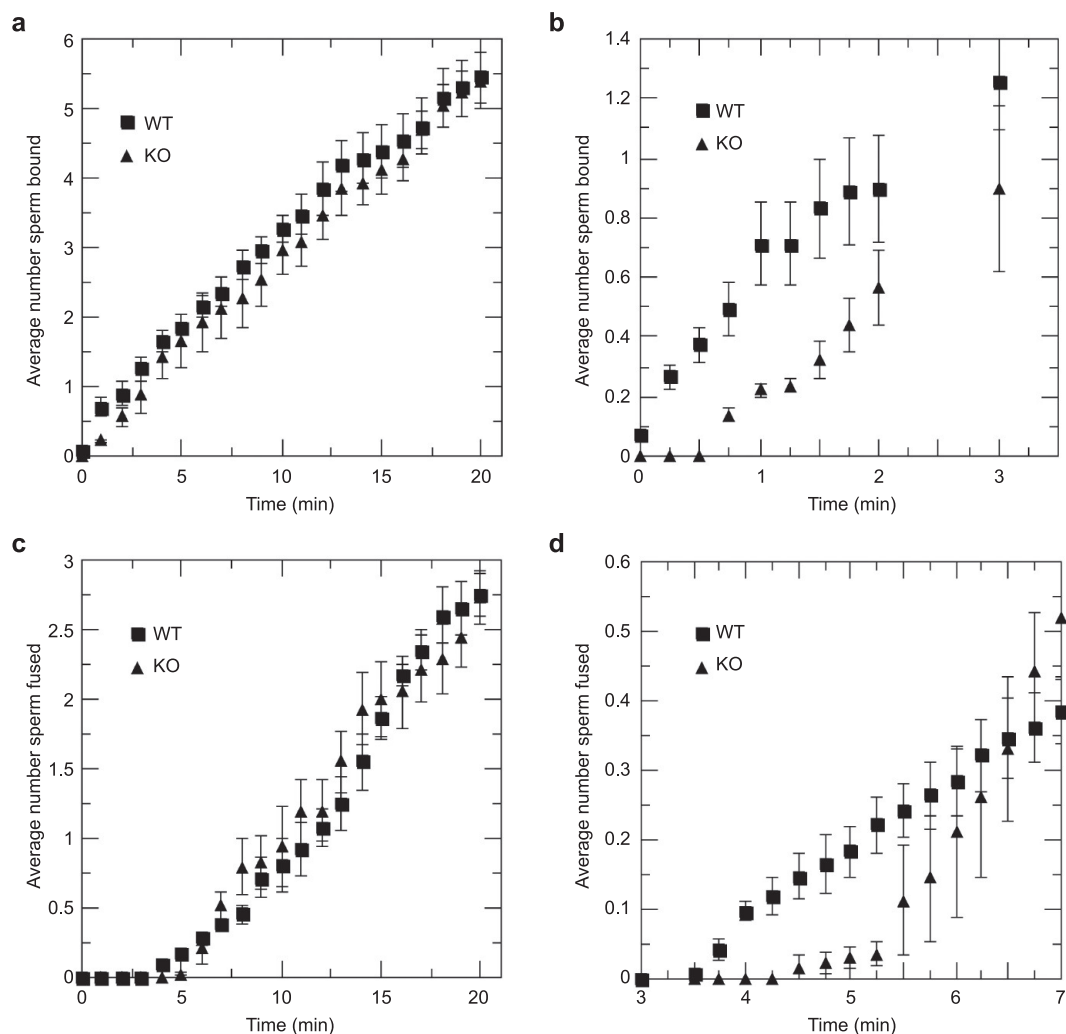 a
6
5
4
3
2
1
0
Average number sperm bound
WT
KO
0 5 10 15 20
Time (min)
b
1.4
1.2
1
0.8
0.6
0.4
0.2
0
Average number sperm bound
WT
KO
0 1 2 3
Time (min)
c
3
2.5
2
1.5
1
0.5
0
Average number sperm fused
WT
KO
0 5 10 15 20
Time (min)
d
0.6
0.5
0.4
0.3
0.2
0.1
0
Average number sperm fused
WT
KO
3 4 5 6 7
Time (min)